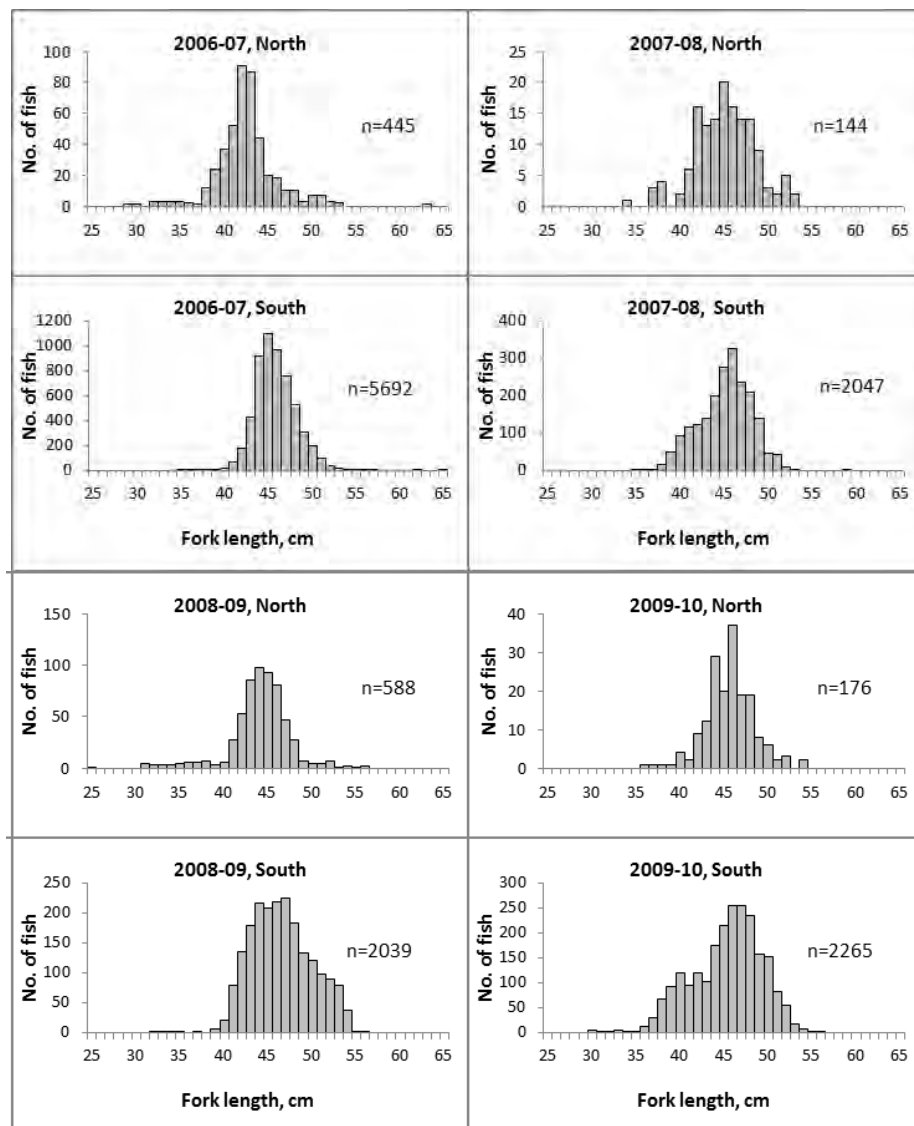 2006-07, North
No. of fish
100
80
60
40
20
0
n=445
25 30 35 40 45 50 55 60 65
2007-08, North
No. of fish
25
20
15
10
5
0
n=144
25 30 35 40 45 50 55 60 65
2006-07, South
No. of fish
1200
1000
800
600
400
200
0
n=5692
25 30 35 40 45 50 55 60 65
Fork length, cm
2007-08, South
No. of fish
400
300
200
100
0
n=2047
25 30 35 40 45 50 55 60 65
Fork length, cm
2008-09, North
No. of fish
150
100
50
0
n=588
25 30 35 40 45 50 55 60 65
2009-10, North
No. of fish
40
30
20
10
0
n=176
25 30 35 40 45 50 55 60 65
2008-09, South
No. of fish
250
200
150
100
50
0
n=2039
25 30 35 40 45 50 55 60 65
Fork length, cm
2009-10, South
No. of fish
300
250
200
150
100
50
0
n=2265
25 30 35 40 45 50 55 60 65
Fork length, cm